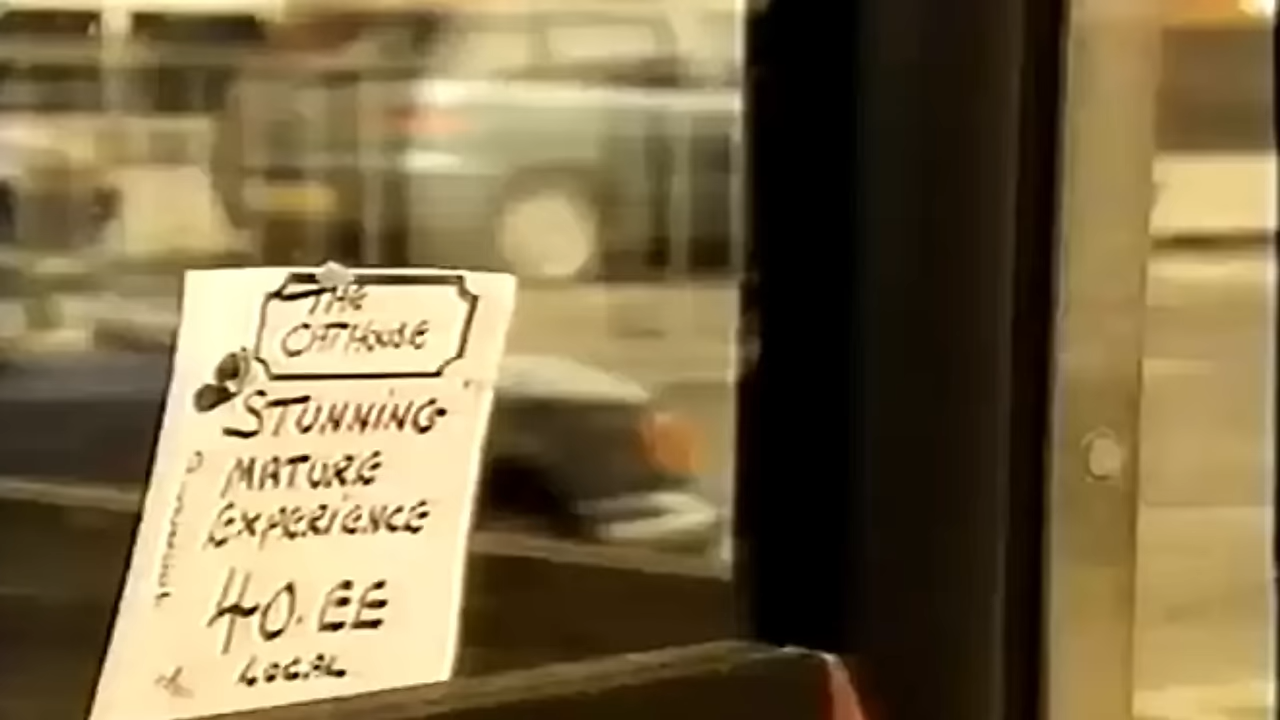 THE
CATHOUSE
STUNNING
MATURE
EXPERIENCE
40.EE
LOCAL